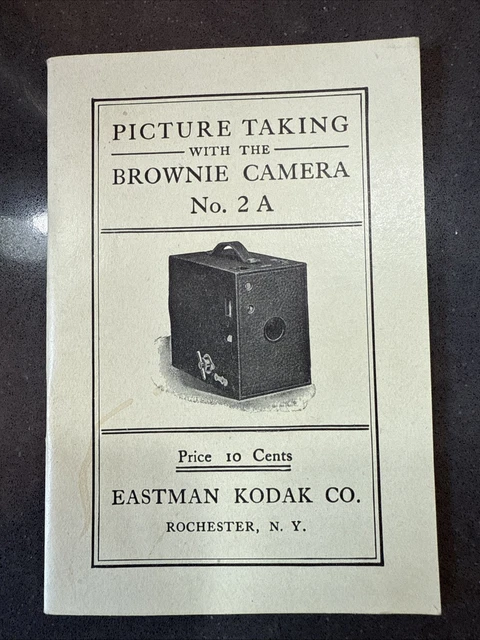 PICTURE TAKING
WITH THE
BROWNIE CAMERA
No. 2 A
Price 10 Cents
EASTMAN KODAK CO.
ROCHESTER, N. Y.